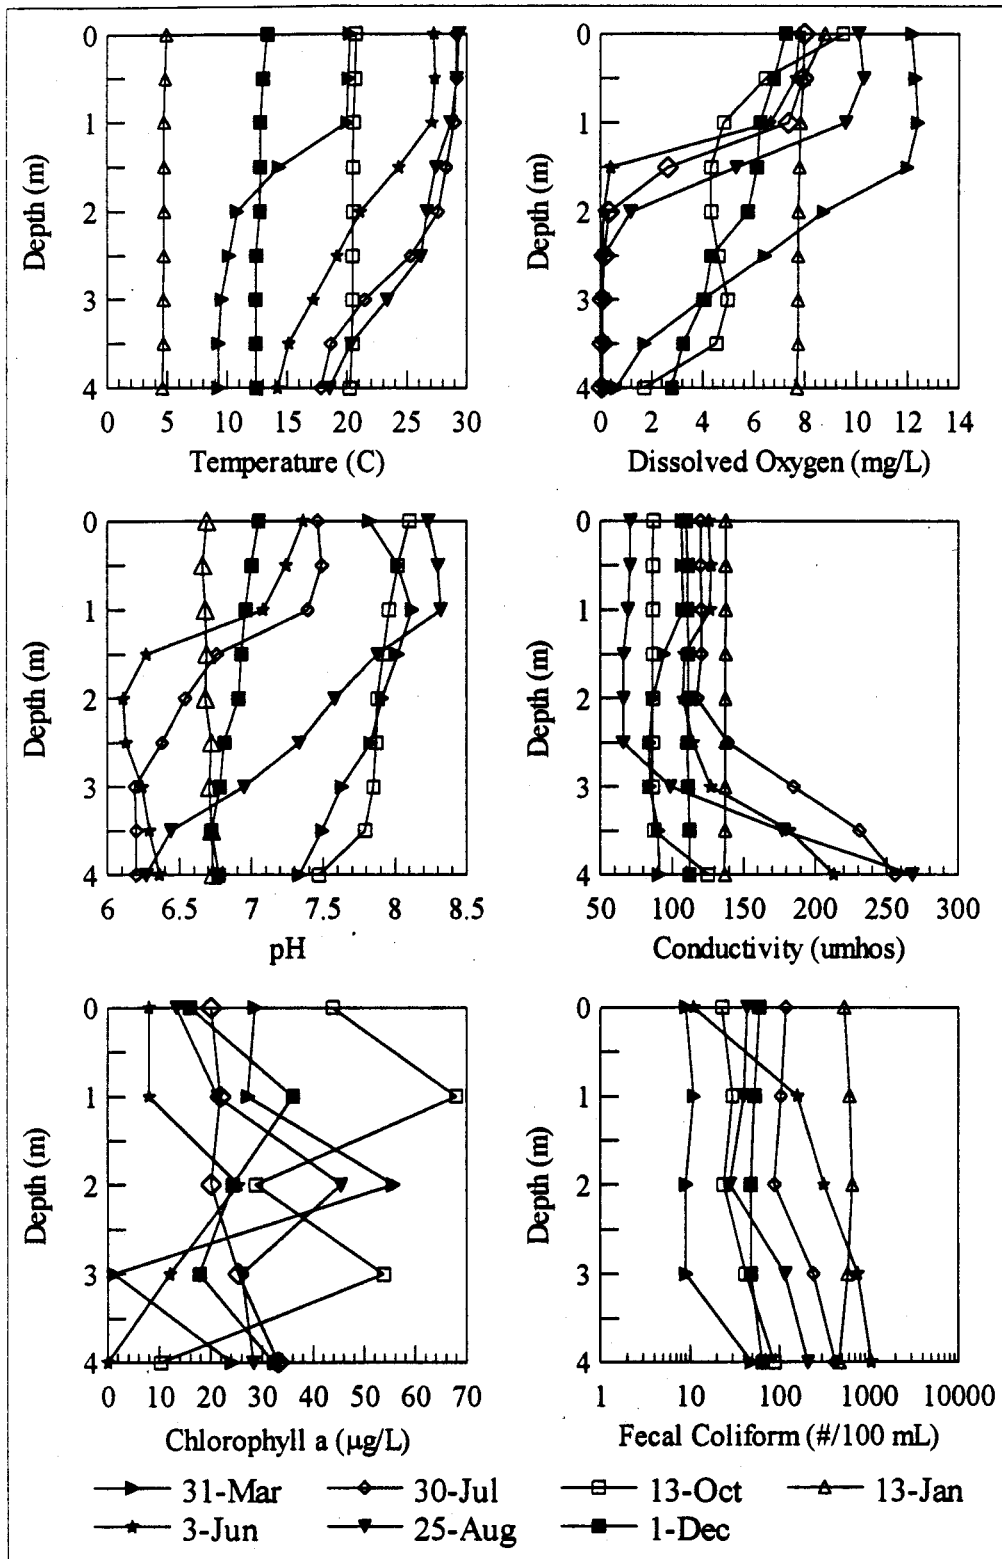 0
1
2
3
4
Depth (m)
0 5 10 15 20 25 30
Temperature (C)
0
1
2
3
4
Depth (m)
0 2 4 6 8 10 12 14
Dissolved Oxygen (mg/L)
0
1
2
3
4
Depth (m)
6 6.5 7 7.5 8 8.5
pH
0
1
2
3
4
Depth (m)
50 100 150 200 250 300
Conductivity (umhos)
0
1
2
3
4
Depth (m)
0 10 20 30 40 50 60 70
Chlorophyll a (µg/L)
0
1
2
3
4
Depth (m)
1 10 100 1000 10000
Fecal Coliform (#/100 mL)
31-Mar 30-Jul 13-Oct 13-Jan
3-Jun 25-Aug 1-Dec